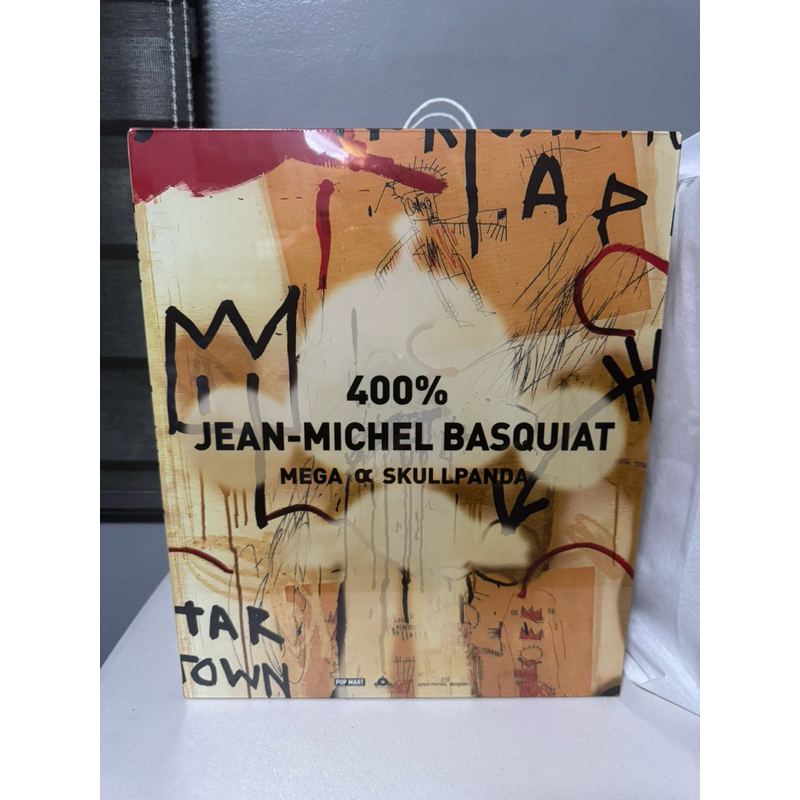 AP
400%
JEAN-MICHEL BASQUIAT
MEGA ∝ SKULLPANDA
TAR
TOWN
POP MART